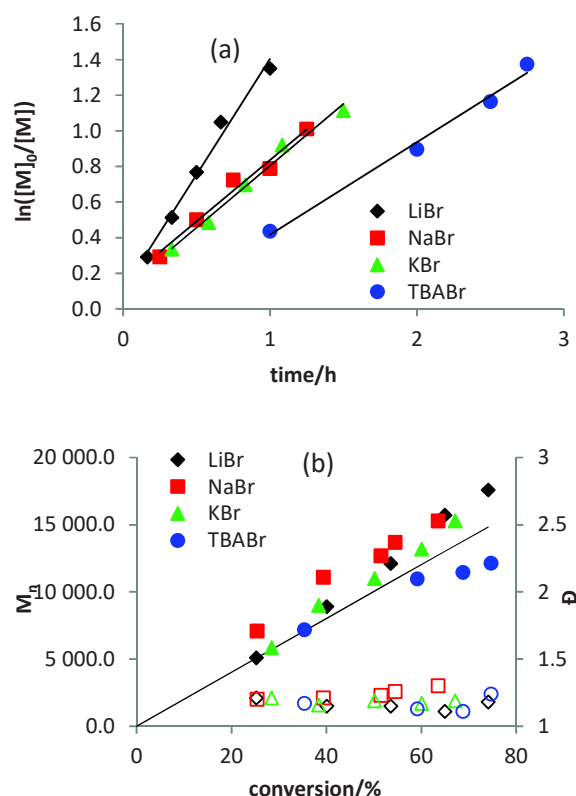 (a)
ln([M]₀/[M])
1.6
1.4
1.2
1.0
0.8
0.6
0.4
0.2
0.0
0 1 2 3
time/h
LiBr
NaBr
KBr
TBABr
(b)
LiBr
NaBr
KBr
TBABr
Mn
20 000.0
15 000.0
10 000.0
5 000.0
0.0
3
2.5
2
1.5
1
Đ
0 20 40 60 80
conversion/%